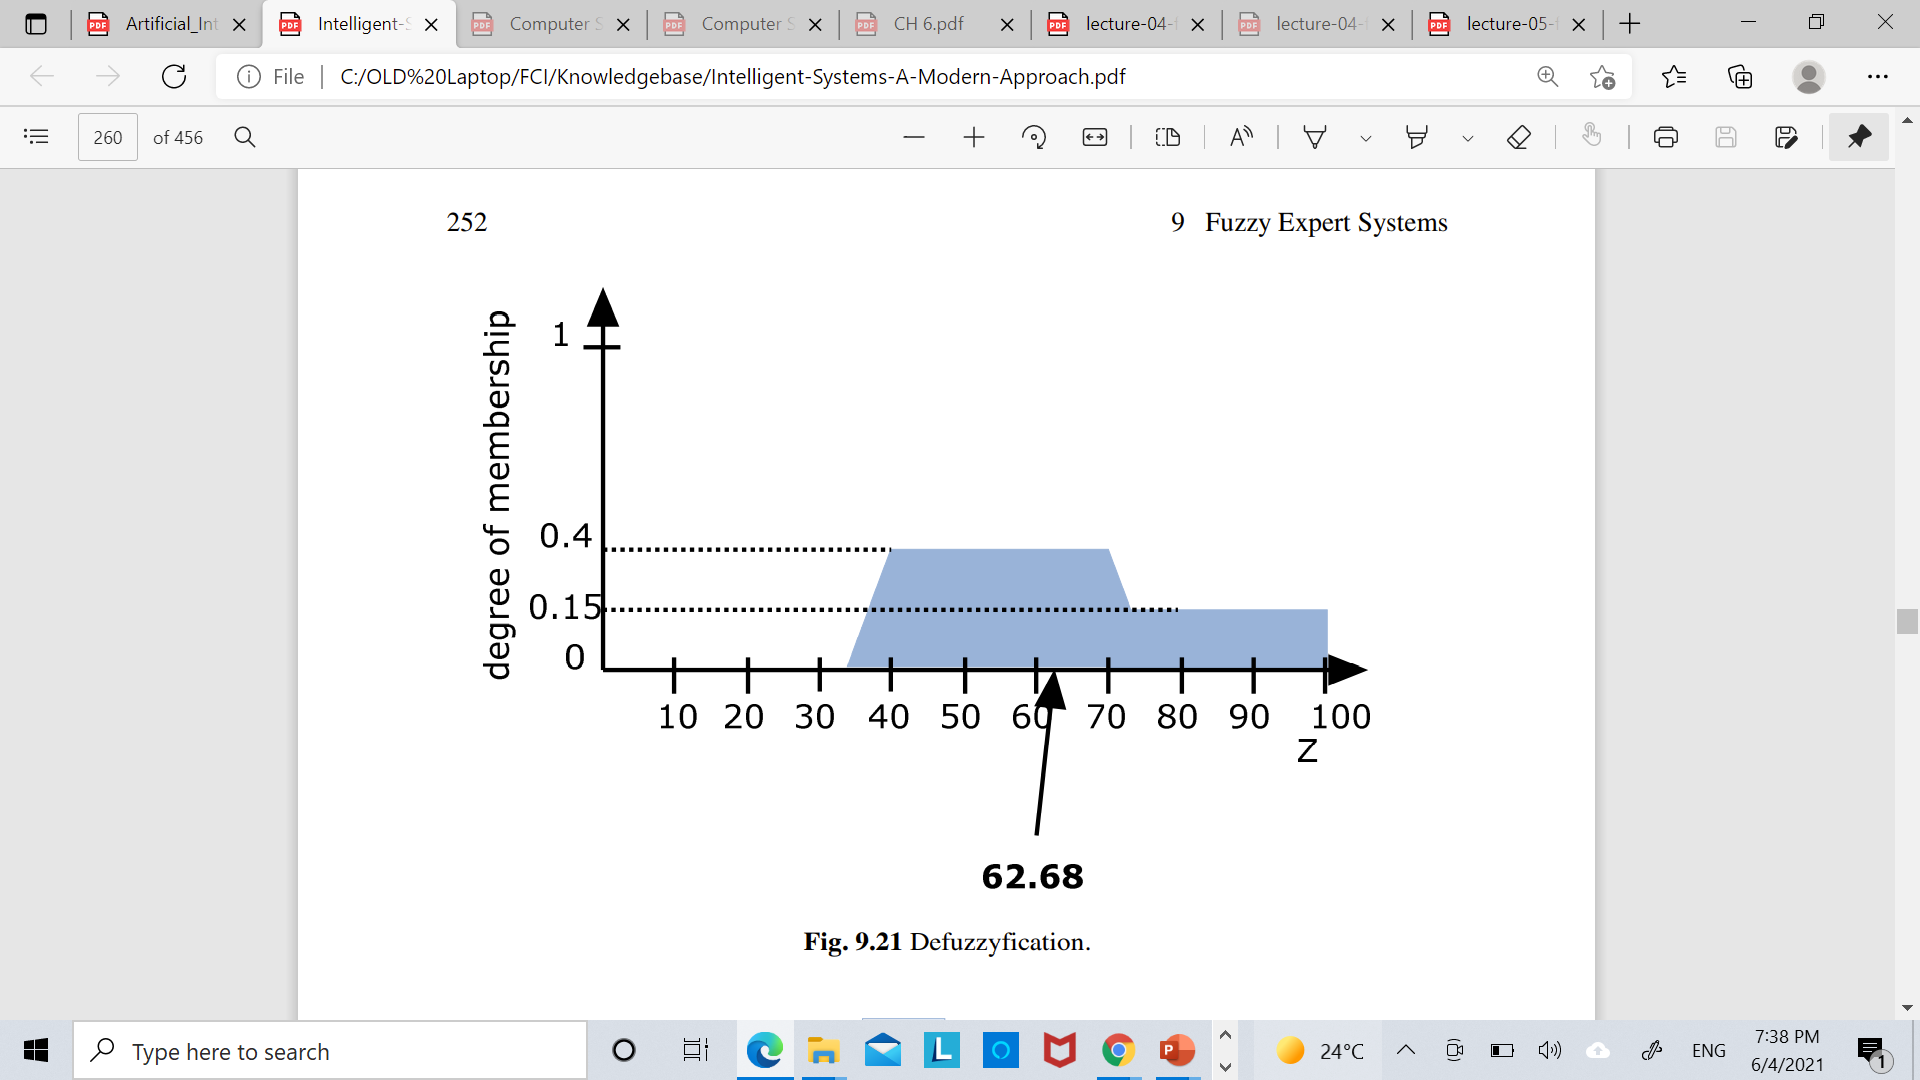 Artificial_Int
Intelligent-S
Computer S
Computer S
CH 6.pdf
lecture-04-f
lecture-04-f
lecture-05-f
File
C:/OLD%20Laptop/FCI/Knowledgebase/Intelligent-Systems-A-Modern-Approach.pdf
260 of 456
252 9 Fuzzy Expert Systems
degree of membership
1
0.4
0.15
0
10 20 30 40 50 60 70 80 90 100
Z
62.68
Fig. 9.21 Defuzzyfication.
Type here to search
24°C
ENG
7:38 PM
6/4/2021
1